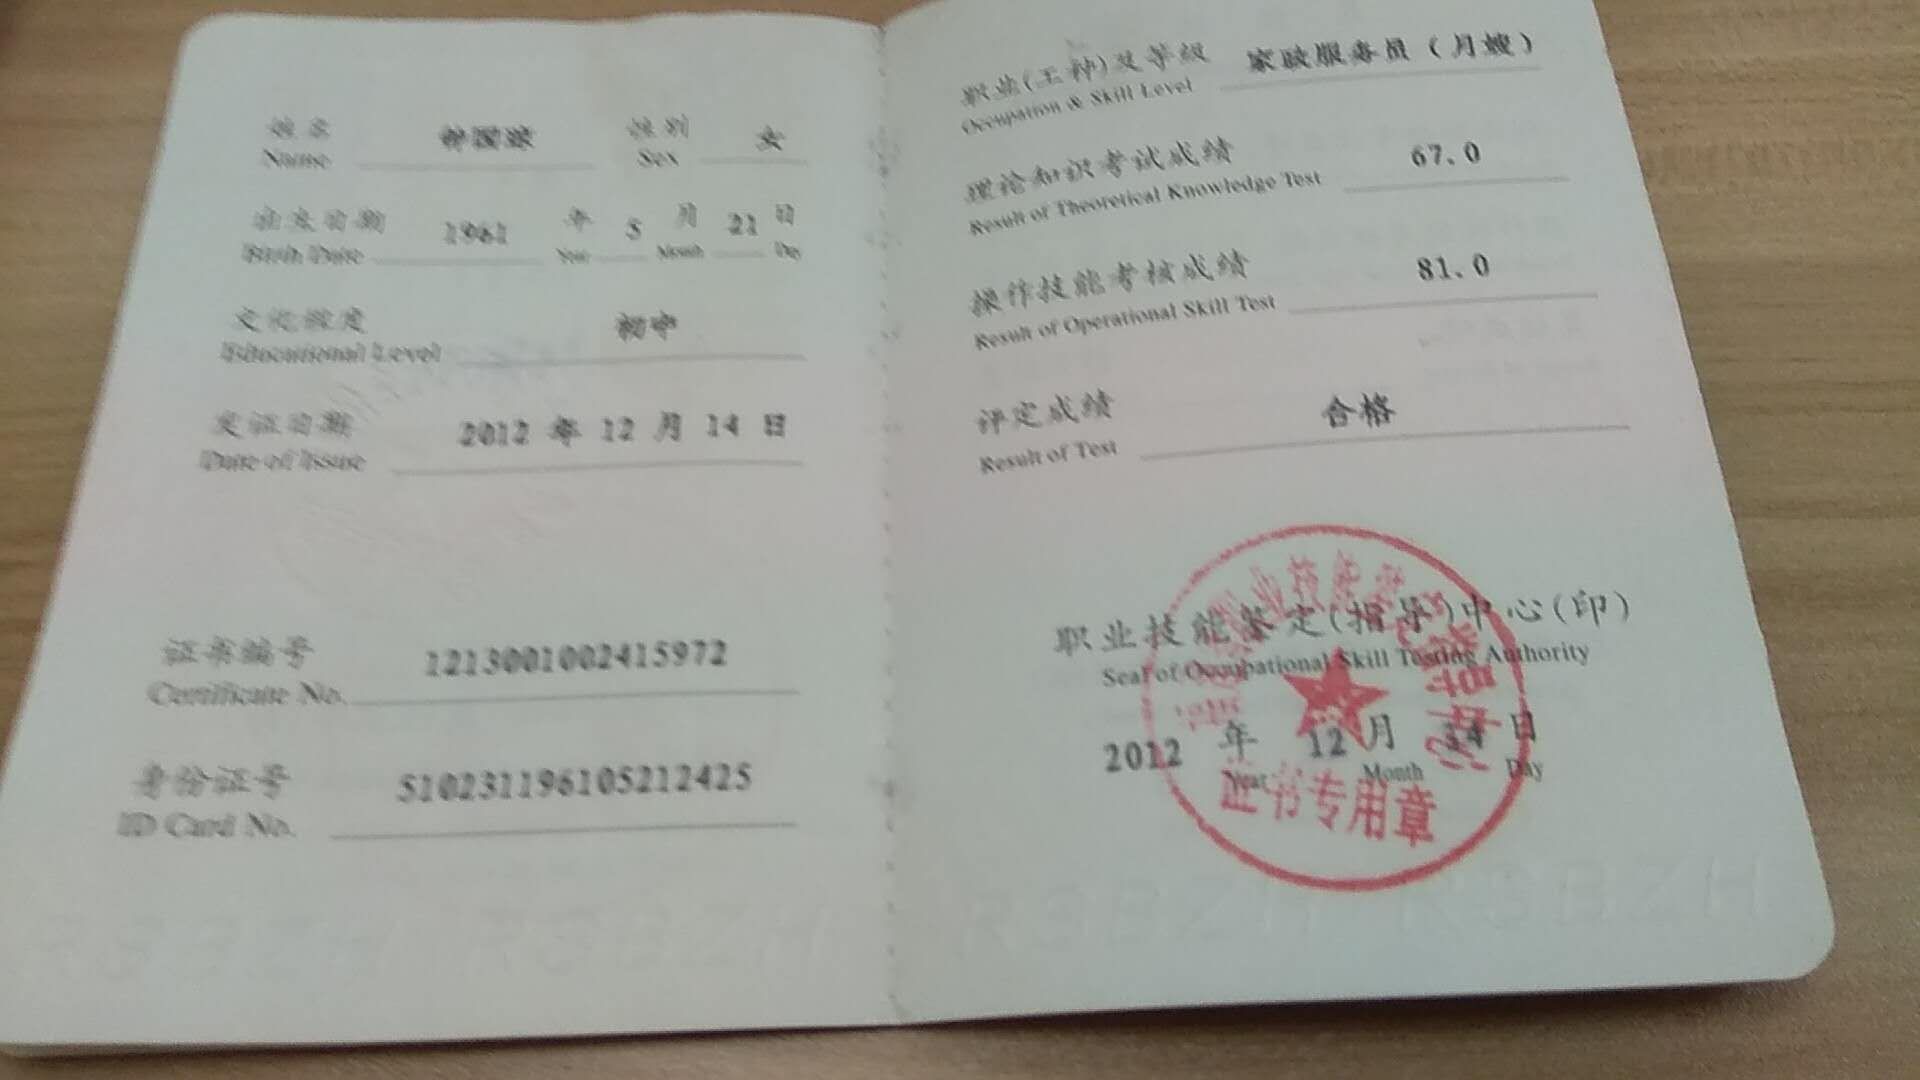 姓名 钟国琼 性别 女
Name Sex
出生日期 1961 年 5 月 21 日
Birth Date Year Month Day
文化程度 初中
Educational Level
发证日期 2012 年 12 月 14 日
Date of Issue
证书编号 1213001002415972
Certificate No.
身份证号 510231196105212425
ID Card No.
职业(工种)及等级 家政服务员（月嫂）
Occupation & Skill Level
理论知识考试成绩 67.0
Result of Theoretical Knowledge Test
操作技能考核成绩 81.0
Result of Operational Skill Test
评定成绩 合格
Result of Test
职业技能鉴定(指导)中心(印)
Seal of Occupational Skill Testing Authority
2012 年 12 月 14 日
Year Month Day
证书专用章